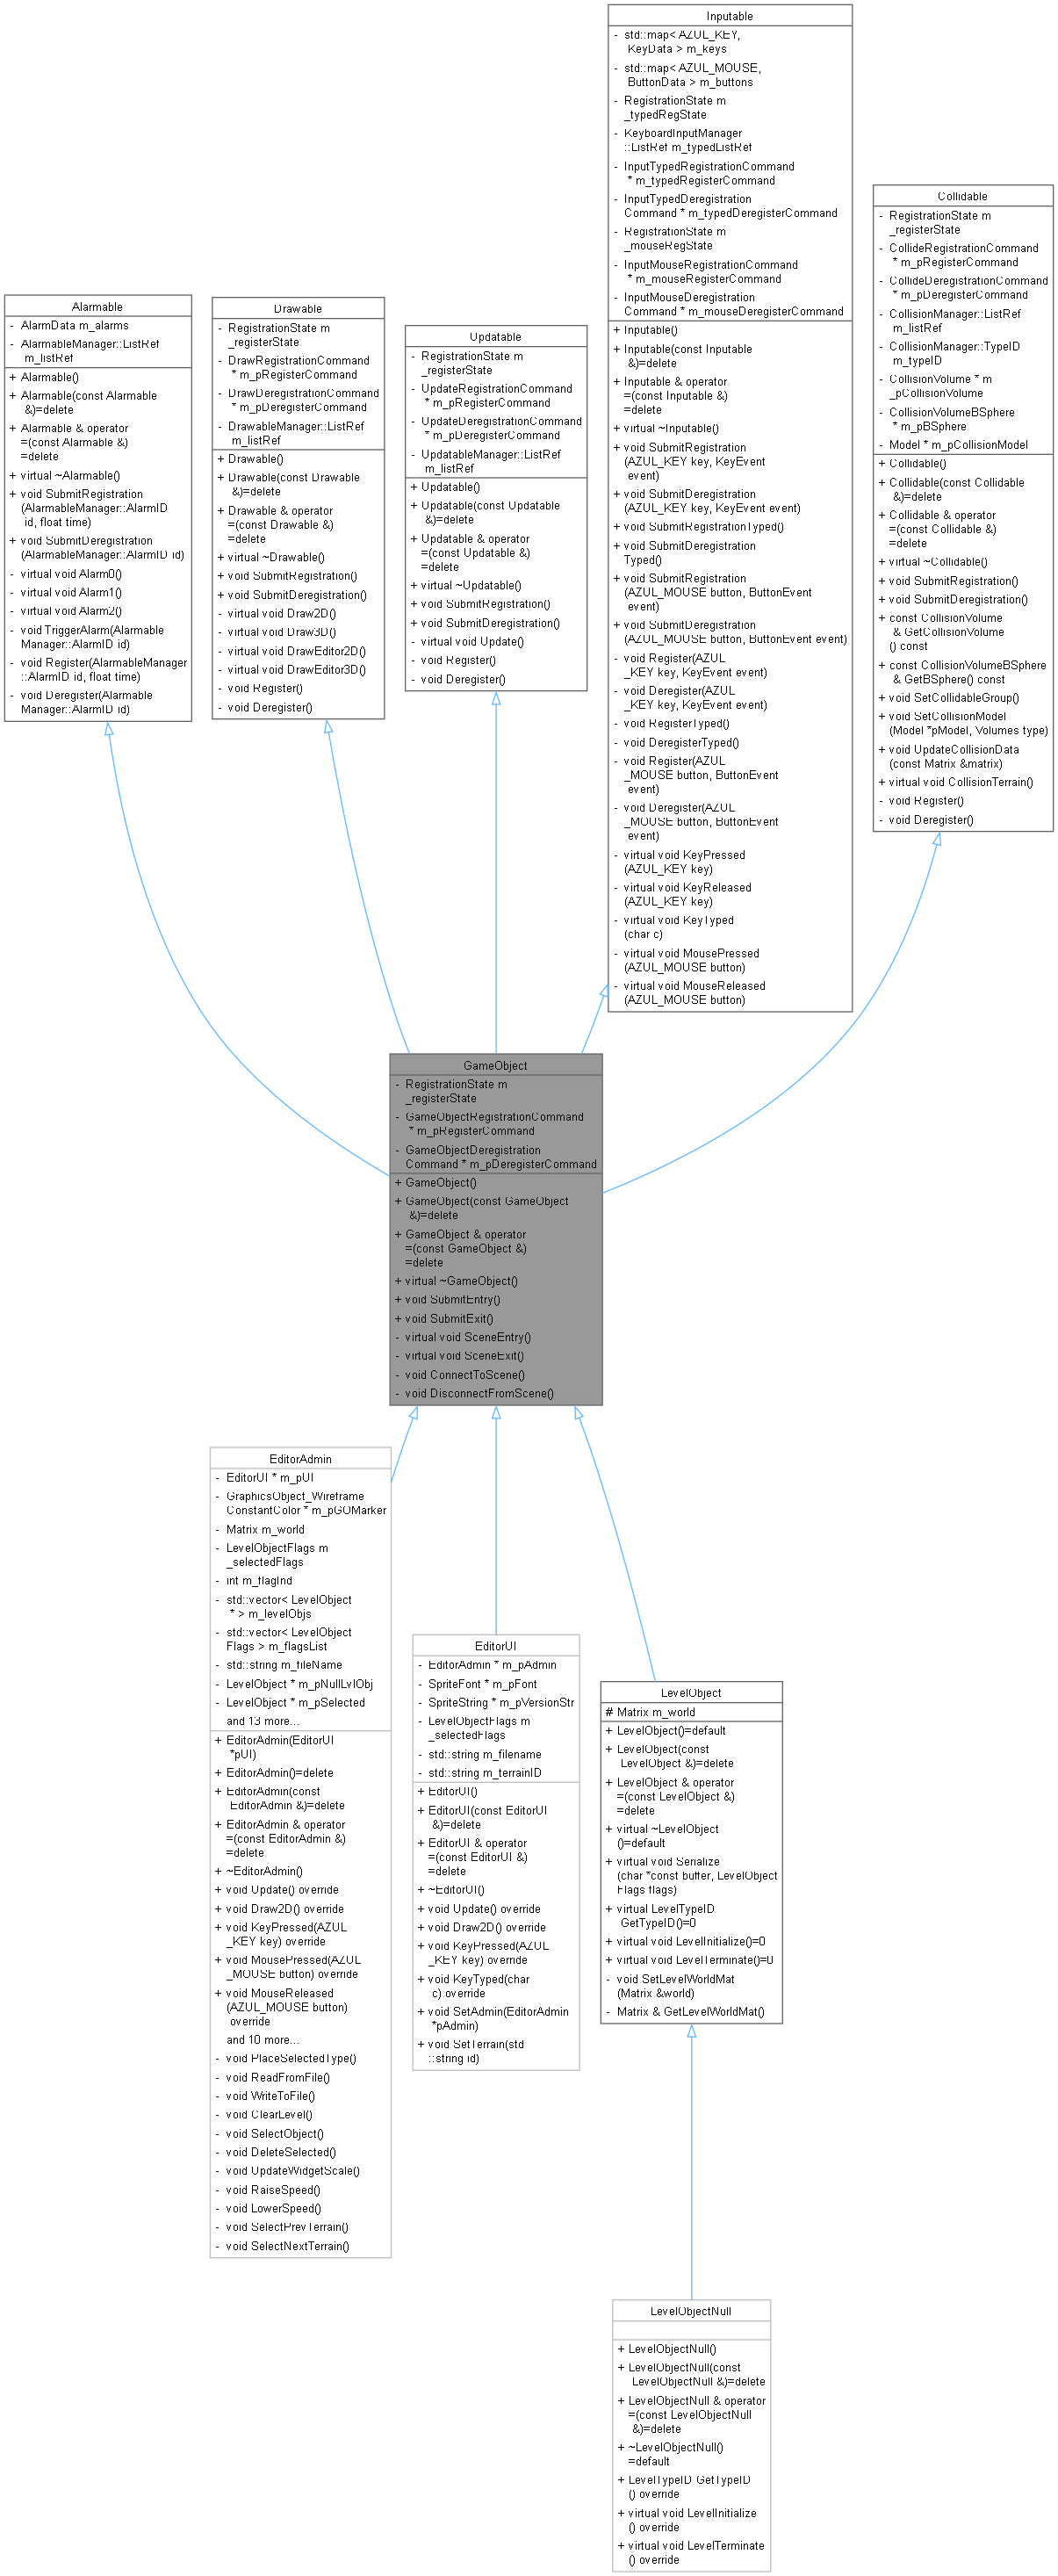 Inputable
- std::map< AZUL_KEY,
KeyData > m_keys
- std::map< AZUL_MOUSE,
ButtonData > m_buttons
- RegistrationState m
_typedRegState
- KeyboardInputManager
::ListRef m_typedListRef
- InputTypedRegistrationCommand
* m_typedRegisterCommand
- InputTypedDeregistration
Command * m_typedDeregisterCommand
- RegistrationState m
_mouseRegState
- InputMouseRegistrationCommand
* m_mouseRegisterCommand
- InputMouseDeregistration
Command * m_mouseDeregisterCommand
+ Inputable()
+ Inputable(const Inputable
&)=delete
+ Inputable & operator
=(const Inputable &)
=delete
+ virtual ~Inputable()
+ void SubmitRegistration
(AZUL_KEY key, KeyEvent
event)
+ void SubmitDeregistration
(AZUL_KEY key, KeyEvent event)
+ void SubmitRegistrationTyped()
+ void SubmitDeregistration
Typed()
+ void SubmitRegistration
(AZUL_MOUSE button, ButtonEvent
event)
+ void SubmitDeregistration
(AZUL_MOUSE button, ButtonEvent event)
- void Register(AZUL
_KEY key, KeyEvent event)
- void Deregister(AZUL
_KEY key, KeyEvent event)
- void RegisterTyped()
- void DeregisterTyped()
- void Register(AZUL
_MOUSE button, ButtonEvent
event)
- void Deregister(AZUL
_MOUSE button, ButtonEvent
event)
- virtual void KeyPressed
(AZUL_KEY key)
- virtual void KeyReleased
(AZUL_KEY key)
- virtual void KeyTyped
(char c)
- virtual void MousePressed
(AZUL_MOUSE button)
- virtual void MouseReleased
(AZUL_MOUSE button)
Collidable
- RegistrationState m
_registerState
- CollideRegistrationCommand
* m_pRegisterCommand
- CollideDeregistrationCommand
* m_pDeregisterCommand
- CollisionManager::ListRef
m_listRef
- CollisionManager::TypeID
m_typeID
- CollisionVolume * m
_pCollisionVolume
- CollisionVolumeBSphere
* m_pBSphere
- Model * m_pCollisionModel
+ Collidable()
+ Collidable(const Collidable
&)=delete
+ Collidable & operator
=(const Collidable &)
=delete
+ virtual ~Collidable()
+ void SubmitRegistration()
+ void SubmitDeregistration()
+ const CollisionVolume
& GetCollisionVolume
() const
+ const CollisionVolumeBSphere
& GetBSphere() const
+ void SetCollidableGroup()
+ void SetCollisionModel
(Model *pModel, Volumes type)
+ void UpdateCollisionData
(const Matrix &matrix)
+ virtual void CollisionTerrain()
- void Register()
- void Deregister()
Alarmable
- AlarmData m_alarms
- AlarmableManager::ListRef
m_listRef
+ Alarmable()
+ Alarmable(const Alarmable
&)=delete
+ Alarmable & operator
=(const Alarmable &)
=delete
+ virtual ~Alarmable()
+ void SubmitRegistration
(AlarmableManager::AlarmID
id, float time)
+ void SubmitDeregistration
(AlarmableManager::AlarmID id)
- virtual void Alarm0()
- virtual void Alarm1()
- virtual void Alarm2()
- void TriggerAlarm(Alarmable
Manager::AlarmID id)
- void Register(AlarmableManager
::AlarmID id, float time)
- void Deregister(Alarmable
Manager::AlarmID id)
Drawable
- RegistrationState m
_registerState
- DrawRegistrationCommand
* m_pRegisterCommand
- DrawDeregistrationCommand
* m_pDeregisterCommand
- DrawableManager::ListRef
m_listRef
+ Drawable()
+ Drawable(const Drawable
&)=delete
+ Drawable & operator
=(const Drawable &)
=delete
+ virtual ~Drawable()
+ void SubmitRegistration()
+ void SubmitDeregistration()
- virtual void Draw2D()
- virtual void Draw3D()
- virtual void DrawEditor2D()
- virtual void DrawEditor3D()
- void Register()
- void Deregister()
Updatable
- RegistrationState m
_registerState
- UpdateRegistrationCommand
* m_pRegisterCommand
- UpdateDeregistrationCommand
* m_pDeregisterCommand
- UpdatableManager::ListRef
m_listRef
+ Updatable()
+ Updatable(const Updatable
&)=delete
+ Updatable & operator
=(const Updatable &)
=delete
+ virtual ~Updatable()
+ void SubmitRegistration()
+ void SubmitDeregistration()
- virtual void Update()
- void Register()
- void Deregister()
GameObject
- RegistrationState m
_registerState
- GameObjectRegistrationCommand
* m_pRegisterCommand
- GameObjectDeregistration
Command * m_pDeregisterCommand
+ GameObject()
+ GameObject(const GameObject
&)=delete
+ GameObject & operator
=(const GameObject &)
=delete
+ virtual ~GameObject()
+ void SubmitEntry()
+ void SubmitExit()
- virtual void SceneEntry()
- virtual void SceneExit()
- void ConnectToScene()
- void DisconnectFromScene()
EditorAdmin
- EditorUI * m_pUI
- GraphicsObject_Wireframe
ConstantColor * m_pGOMarker
- Matrix m_world
- LevelObjectFlags m
_selectedFlags
- int m_flagInd
- std::vector< LevelObject
* > m_levelObjs
- std::vector< LevelObject
Flags > m_flagsList
- std::string m_fileName
- LevelObject * m_pNullLvlObj
- LevelObject * m_pSelected
and 13 more...
+ EditorAdmin(EditorUI
*pUI)
+ EditorAdmin()=delete
+ EditorAdmin(const
EditorAdmin &)=delete
+ EditorAdmin & operator
=(const EditorAdmin &)
=delete
+ ~EditorAdmin()
+ void Update() override
+ void Draw2D() override
+ void KeyPressed(AZUL
_KEY key) override
+ void MousePressed(AZUL
_MOUSE button) override
+ void MouseReleased
(AZUL_MOUSE button)
override
and 10 more...
- void PlaceSelectedType()
- void ReadFromFile()
- void WriteToFile()
- void ClearLevel()
- void SelectObject()
- void DeleteSelected()
- void UpdateWidgetScale()
- void RaiseSpeed()
- void LowerSpeed()
- void SelectPrevTerrain()
- void SelectNextTerrain()
EditorUI
- EditorAdmin * m_pAdmin
- SpriteFont * m_pFont
- SpriteString * m_pVersionStr
- LevelObjectFlags m
_selectedFlags
- std::string m_filename
- std::string m_terrainID
+ EditorUI()
+ EditorUI(const EditorUI
&)=delete
+ EditorUI & operator
=(const EditorUI &)
=delete
+ ~EditorUI()
+ void Update() override
+ void Draw2D() override
+ void KeyPressed(AZUL
_KEY key) override
+ void KeyTyped(char
c) override
+ void SetAdmin(EditorAdmin
*pAdmin)
+ void SetTerrain(std
::string id)
LevelObject
# Matrix m_world
+ LevelObject()=default
+ LevelObject(const
LevelObject &)=delete
+ LevelObject & operator
=(const LevelObject &)
=delete
+ virtual ~LevelObject
()=default
+ virtual void Serialize
(char *const buffer, LevelObject
Flags flags)
+ virtual LevelTypeID
GetTypeID()=0
+ virtual void LevelInitialize()=0
+ virtual void LevelTerminate()=0
- void SetLevelWorldMat
(Matrix &world)
- Matrix & GetLevelWorldMat()
LevelObjectNull
+ LevelObjectNull()
+ LevelObjectNull(const
LevelObjectNull &)=delete
+ LevelObjectNull & operator
=(const LevelObjectNull
&)=delete
+ ~LevelObjectNull()
=default
+ LevelTypeID GetTypeID
() override
+ virtual void LevelInitialize
() override
+ virtual void LevelTerminate
() override